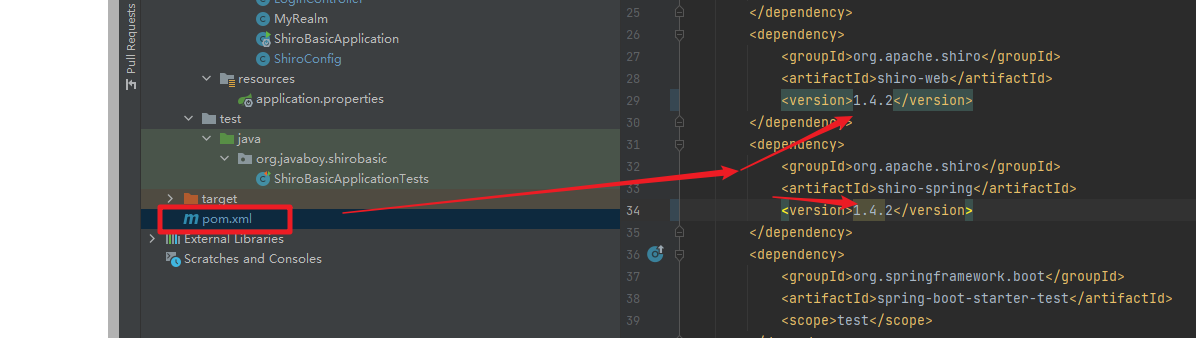 Pull Requests
LoginController
MyRealm
ShiroBasicApplication
ShiroConfig
resources
application.properties
test
java
org.javaboy.shirobasic
ShiroBasicApplicationTests
target
pom.xml
External Libraries
Scratches and Consoles
25 </dependency>
26 <dependency>
27 <groupId>org.apache.shiro</groupId>
28 <artifactId>shiro-web</artifactId>
29 <version>1.4.2</version>
30 </dependency>
31 <dependency>
32 <groupId>org.apache.shiro</groupId>
33 <artifactId>shiro-spring</artifactId>
34 <version>1.4.2</version>
35 </dependency>
36 <dependency>
37 <groupId>org.springframework.boot</groupId>
38 <artifactId>spring-boot-starter-test</artifactId>
39 <scope>test</scope>